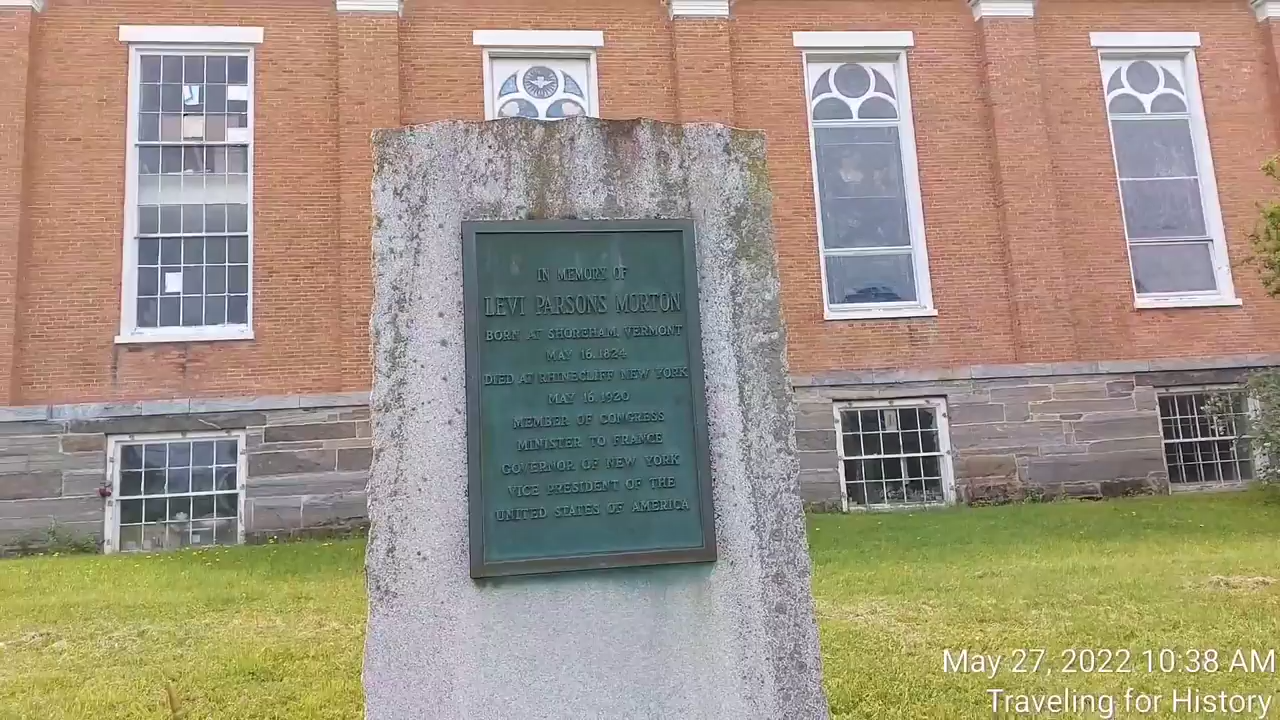 IN MEMORY OF
LEVI PARSONS MORTON
BORN AT SHOREHAM, VERMONT
MAY 16, 1824
DIED AT RHINECLIFF NEW YORK
MAY 16, 1920
MEMBER OF CONGRESS
MINISTER TO FRANCE
GOVERNOR OF NEW YORK
VICE PRESIDENT OF THE
UNITED STATES OF AMERICA
May 27, 2022 10:38 AM
Traveling for History